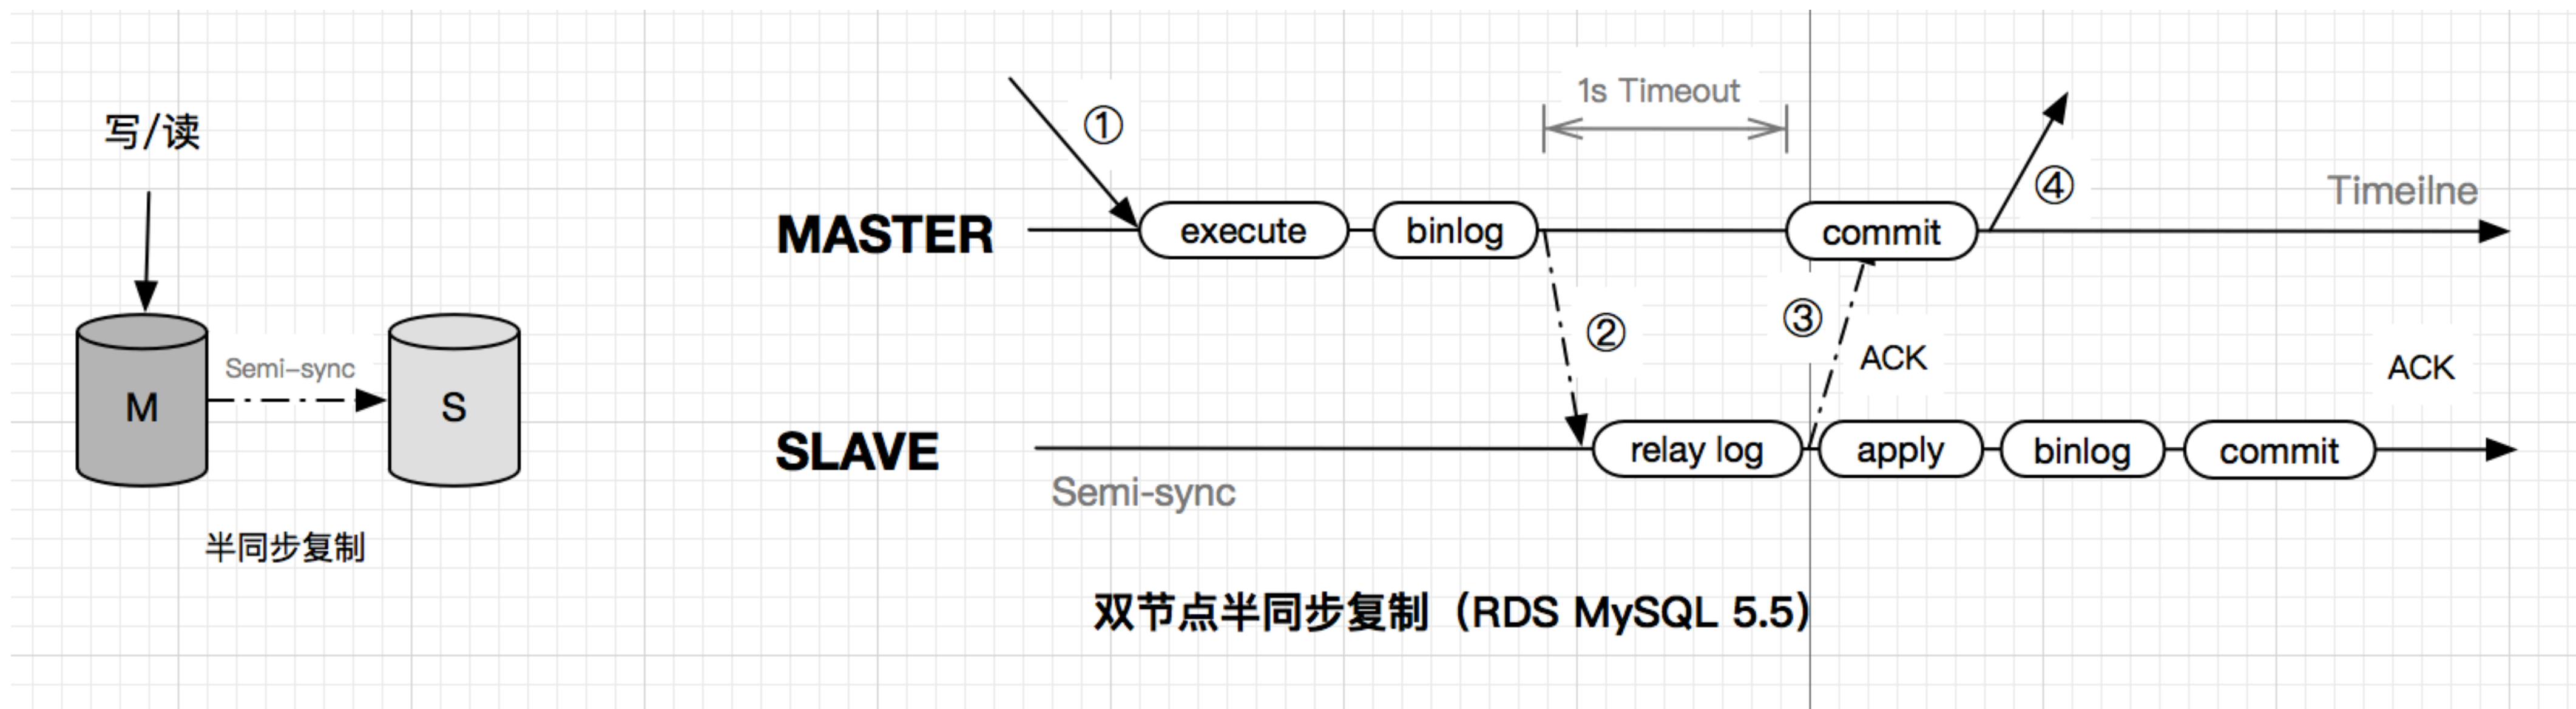 写/读
M
Semi-sync
S
半同步复制
①
1s Timeout
④
Timeilne
MASTER
execute
binlog
commit
②
③
ACK
ACK
SLAVE
relay log
apply
binlog
commit
Semi-sync
双节点半同步复制（RDS MySQL 5.5）